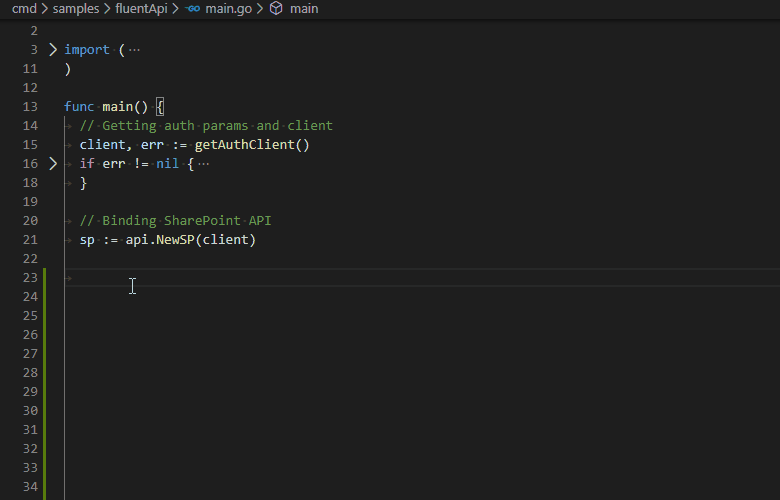 cmd > samples > fluentApi > GO main.go > main
2
3 > import (···
11 )
12
13 func main() {
14 // Getting auth params and client
15 client, err := getAuthClient()
16 > if err != nil {···
18 }
19
20 // Binding SharePoint API
21 sp := api.NewSP(client)
22
23
24
25
26
27
28
29
30
31
32
33
34